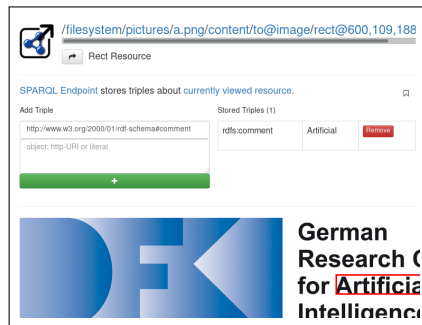 /filesystem/pictures/a.png/content/to@image/rect@600,109,188
Rect Resource
SPARQL Endpoint stores triples about currently viewed resource.
Add Triple
Stored Triples (1)
http://www.w3.org/2000/01/rdf-schema#comment
rdfs:comment Artificial Remove
object: http-URI or literal
+
DFK
German
Research C
for Artificia
Intelligence